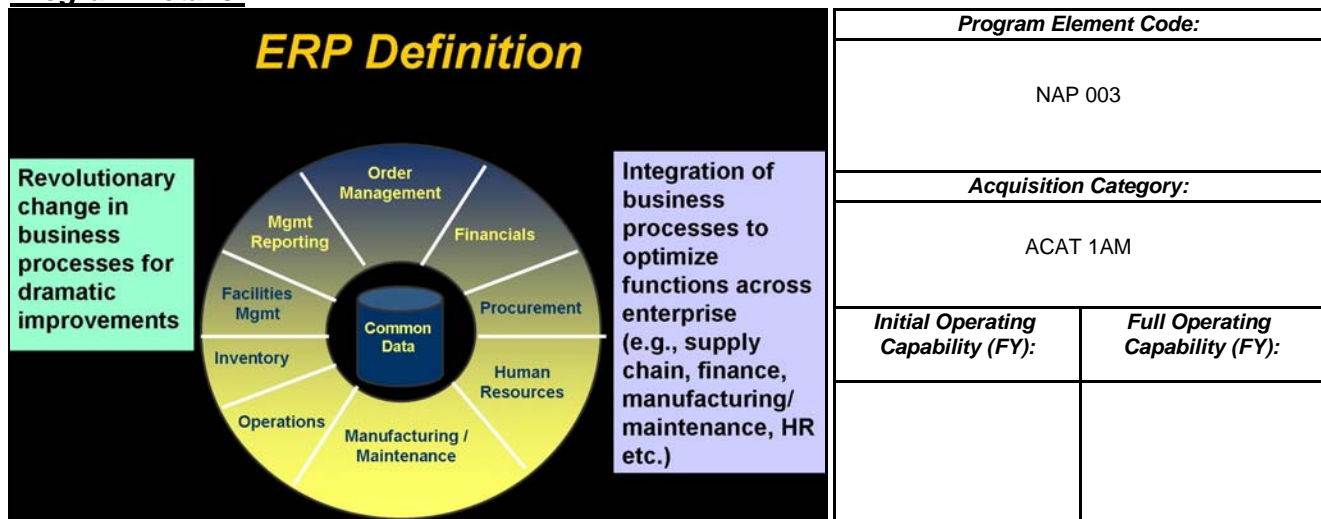 ERP Definition
Revolutionary
change in
business
processes for
dramatic
improvements
Order
Management
Mgmt
Reporting
Financials
Facilities
Mgmt
Procurement
Common
Data
Inventory
Human
Resources
Operations
Manufacturing /
Maintenance
Integration of
business
processes to
optimize
functions across
enterprise
(e.g., supply
chain, finance,
manufacturing/
maintenance, HR
etc.)
Program Element Code:
NAP 003
Acquisition Category:
ACAT 1AM
Initial Operating
Capability (FY):
Full Operating
Capability (FY):